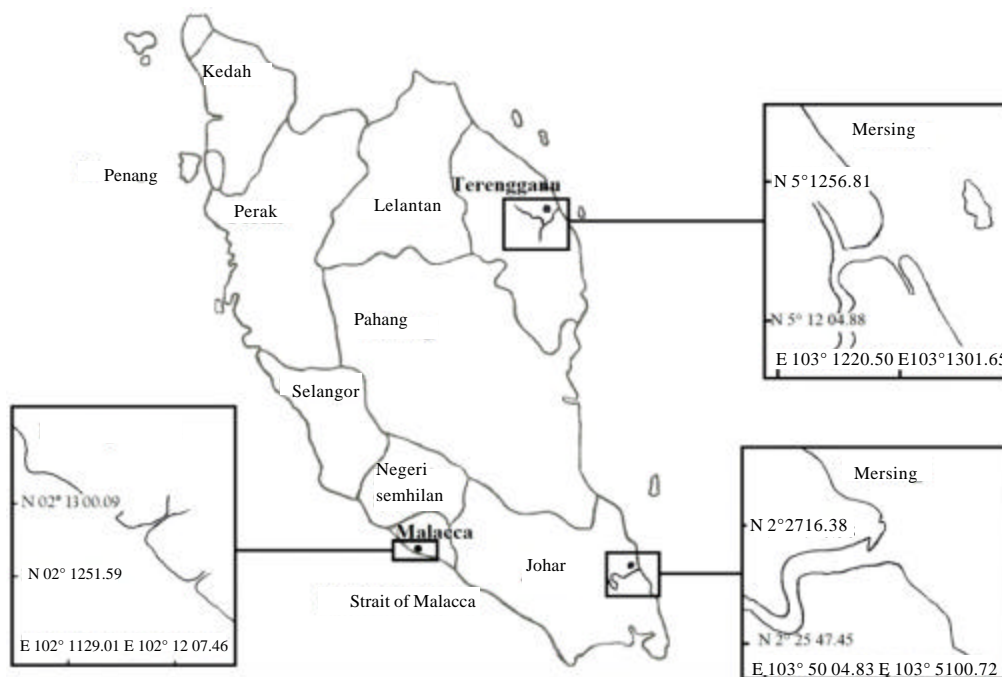 Kedah
Penang
Perak
Lelantan
Terengganu
Pahang
Selangor
Negeri
semhilan
Malacca
Johar
Strait of Malacca
Mersing
N 5°1256.81
N 5° 12 04.88
E 103° 1220.50 E103°1301.65
N 02° 13 00.09
N 02° 1251.59
E 102° 1129.01 E 102° 12 07.46
Mersing
N 2°2716.38
N 2° 25 47.45
E 103° 50 04.83 E 103° 5100.72